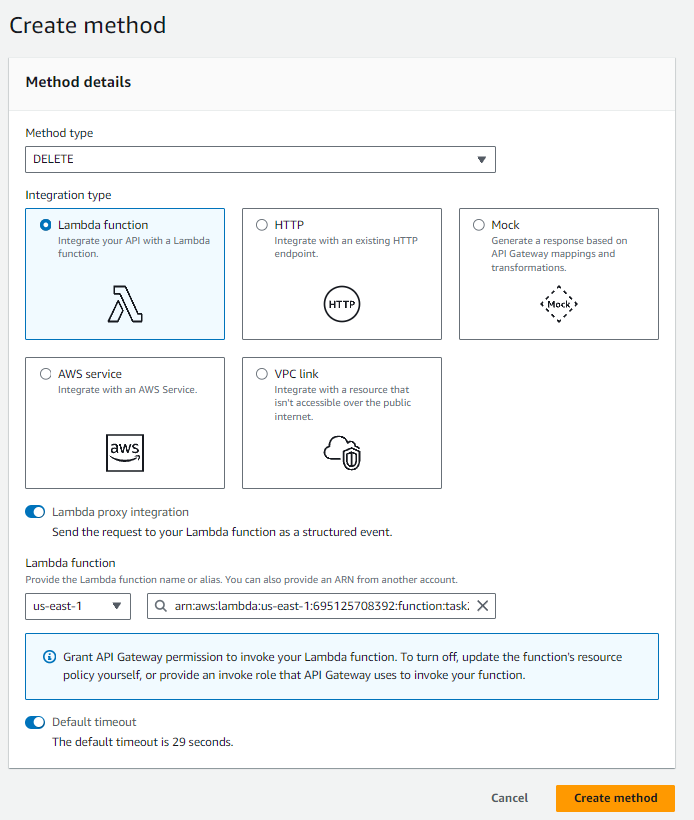 Create method
Method details
Method type
DELETE
Integration type
Lambda function
Integrate your API with a Lambda
function.
HTTP
Integrate with an existing HTTP
endpoint.
HTTP
Mock
Generate a response based on
API Gateway mappings and
transformations.
Mock
AWS service
Integrate with an AWS Service.
aws
VPC link
Integrate with a resource that
isn't accessible over the public
internet.
Lambda proxy integration
Send the request to your Lambda function as a structured event.
Lambda function
Provide the Lambda function name or alias. You can also provide an ARN from another account.
us-east-1
arn:aws:lambda:us-east-1:695125708392:function:task2
Grant API Gateway permission to invoke your Lambda function. To turn off, update the function's resource
policy yourself, or provide an invoke role that API Gateway uses to invoke your function.
Default timeout
The default timeout is 29 seconds.
Cancel
Create method